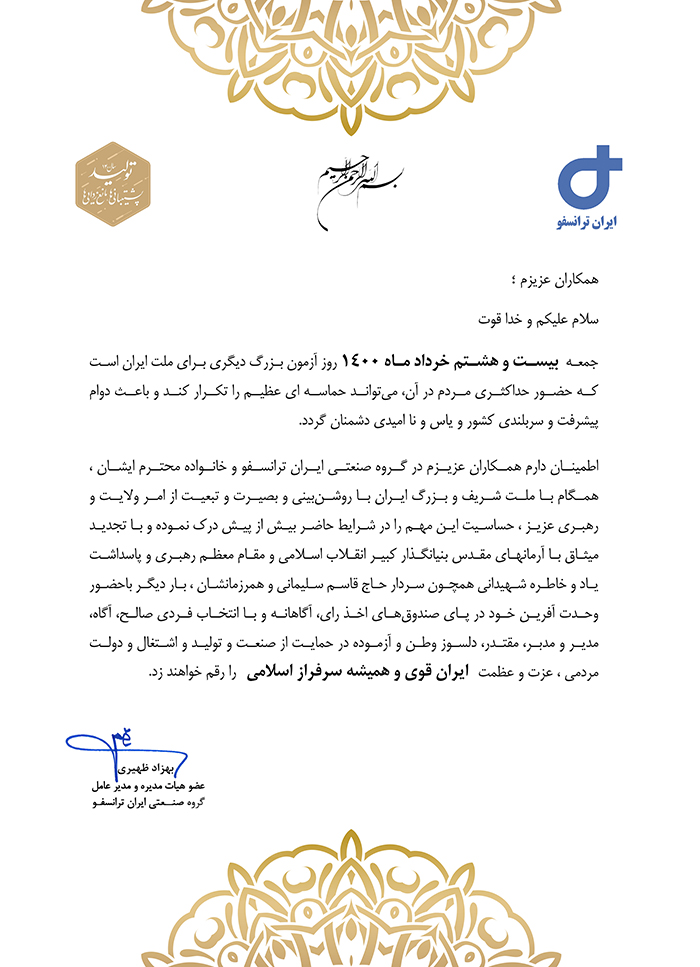 تولید
پشتیبانی‌ها مانع‌زدایی‌ها
بسم الله الرحمن الرحیم
ایران ترانسفو
همکاران عزیزم ؛
سلام علیکم و خدا قوت
جمعه بیست و هشتم خرداد ماه ۱۴۰۰ روز آزمون بزرگ دیگری برای ملت ایران است
که حضور حداکثری مردم در آن، می‌تواند حماسه ای عظیم را تکرار کند و باعث دوام
پیشرفت و سربلندی کشور و یاس و نا امیدی دشمنان گردد.
اطمینان دارم همکاران عزیزم در گروه صنعتی ایران ترانسفو و خانواده محترم ایشان ،
همگام با ملت شریف و بزرگ ایران با روشن‌بینی و بصیرت و تبعیت از امر ولایت و
رهبری عزیز ، حساسیت این مهم را در شرایط حاضر بیش از پیش درک نموده و با تجدید
میثاق با آرمانهای مقدس بنیانگذار کبیر انقلاب اسلامی و مقام معظم رهبری و پاسداشت
یاد و خاطره شهیدانی همچون سردار حاج قاسم سلیمانی و همرزمانشان ، بار دیگر باحضور
وحدت آفرین خود در پای صندوق‌های اخذ رای، آگاهانه و با انتخاب فردی صالح، آگاه،
مدیر و مدبر، مقتدر، دلسوز وطن و آزموده در حمایت از صنعت و تولید و اشتغال و دولت
مردمی ، عزت و عظمت ایران قوی و همیشه سرفراز اسلامی را رقم خواهند زد.
بهزاد ظهیری
عضو هیات مدیره و مدیر عامل
گروه صنعتی ایران ترانسفو